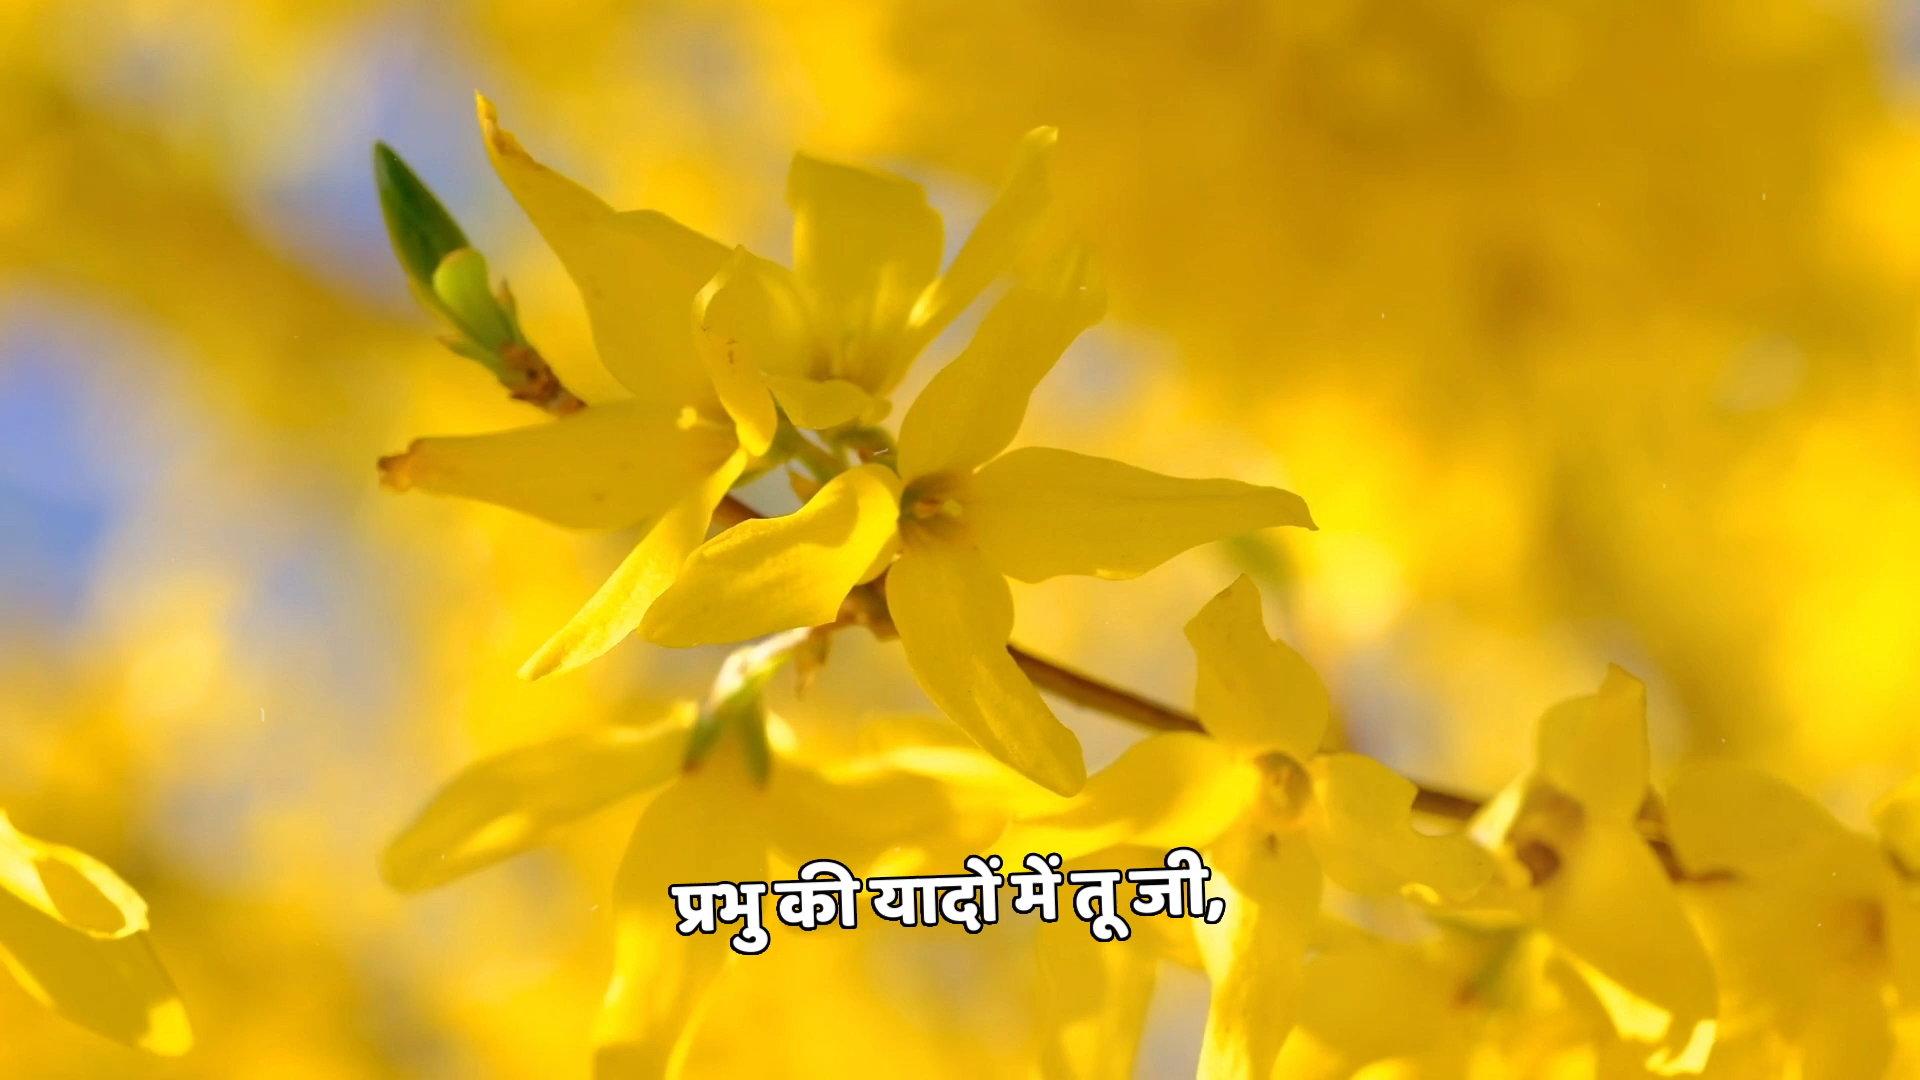 प्रभु की यादों में तू जी,